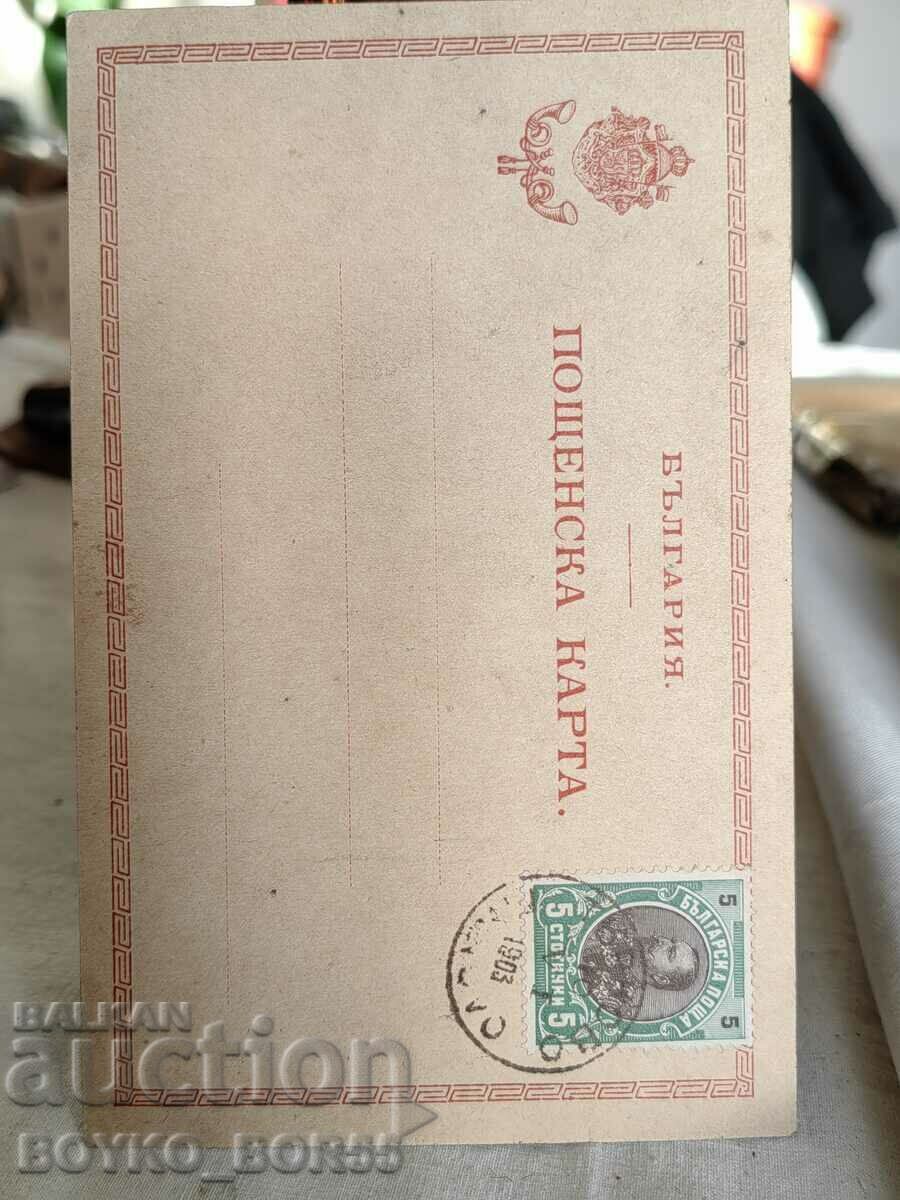 БЪЛГАРИЯ.
ПОЩЕНСКА КАРТА.
5 5
БЪЛГАРСКА ПОЩА
5 СТОТИНКИ 5
1903
BALKAN
auction
BOYKO_BOR55